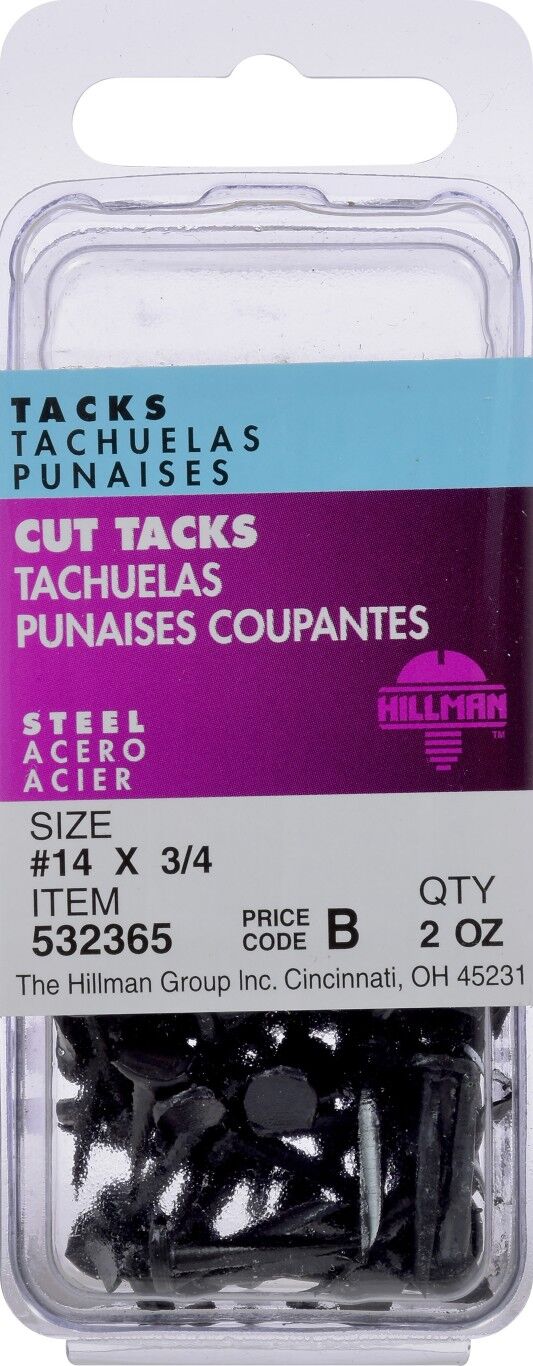 TACKS
TACHUELAS
PUNAISES
CUT TACKS
TACHUELAS
PUNAISES COUPANTES
HILLMAN
TM
STEEL
ACERO
ACIER
SIZE
#14 X 3/4
ITEM
532365
PRICE
CODE B
QTY
2 OZ
The Hillman Group Inc. Cincinnati, OH 45231